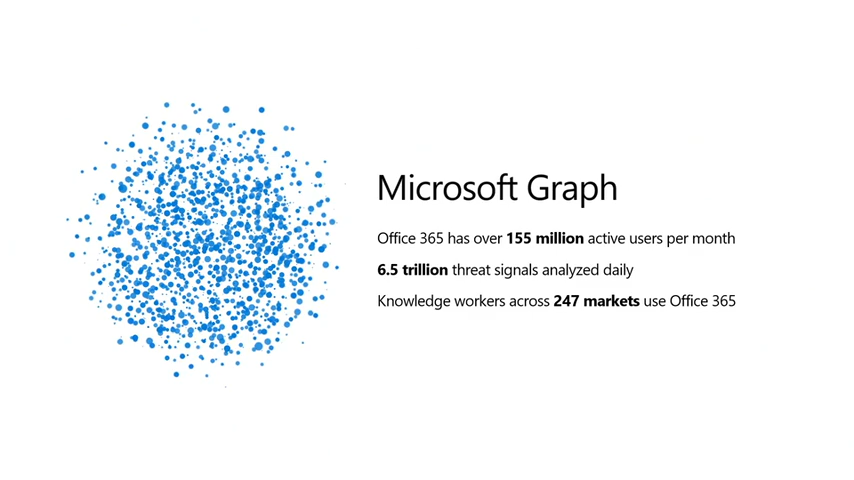 Microsoft Graph
Office 365 has over 155 million active users per month
6.5 trillion threat signals analyzed daily
Knowledge workers across 247 markets use Office 365